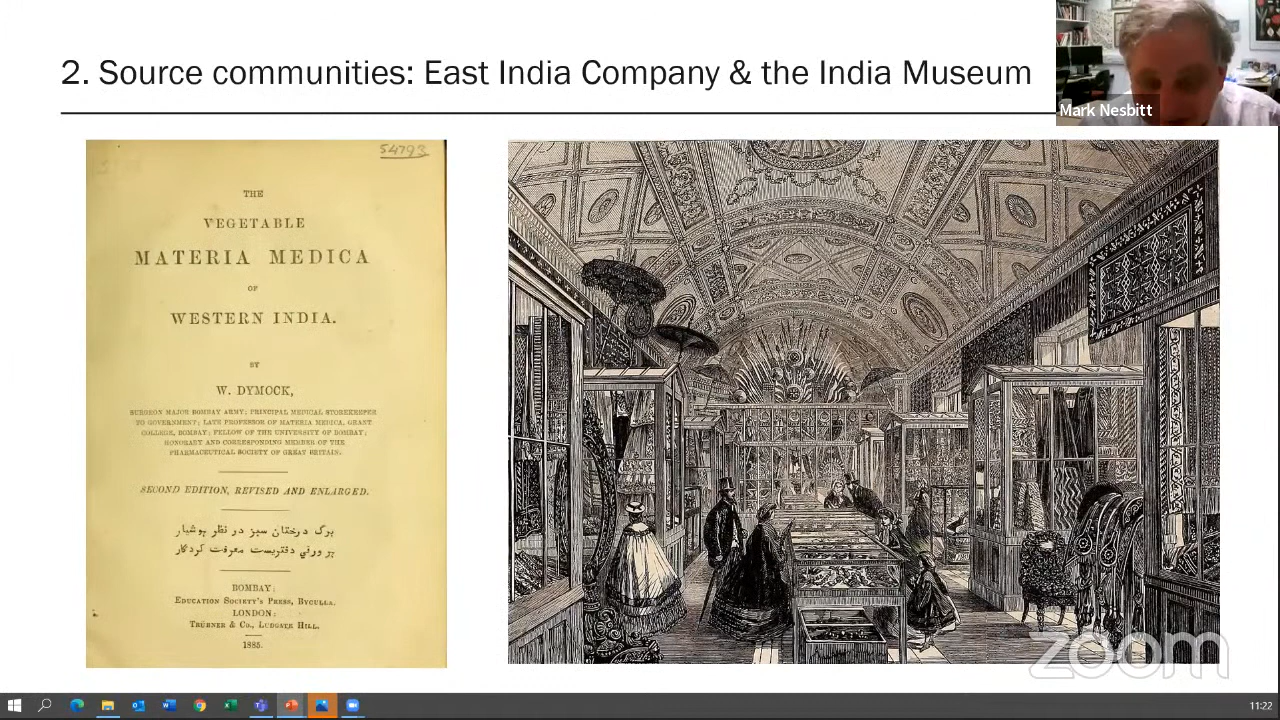 2. Source communities: East India Company & the India Museum
Mark Nesbitt
54793
THE
VEGETABLE
MATERIA MEDICA
OF
WESTERN INDIA.
BY
W. DYMOCK,
SURGEON MAJOR BOMBAY ARMY; PRINCIPAL MEDICAL STOREKEEPER
TO GOVERNMENT; LATE PROFESSOR OF MATERIA MEDICA, GRANT
COLLEGE, BOMBAY; FELLOW OF THE UNIVERSITY OF BOMBAY;
HONORARY AND CORRESPONDING MEMBER OF THE
PHARMACEUTICAL SOCIETY OF GREAT BRITAIN.
SECOND EDITION, REVISED AND ENLARGED.
برگ درختان سبز در نظر هوشیار
هر ورقی دفتریست معرفت کردگار
BOMBAY:
EDUCATION SOCIETY'S PRESS, BYCULLA.
LONDON:
TRÜBNER & CO., LUDGATE HILL.
1885.
zoom
11:22